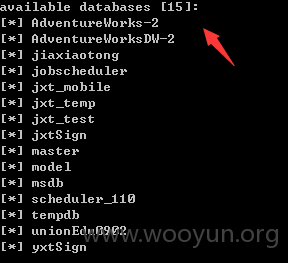 available databases [15]:
[*] AdventureWorks-2
[*] AdventureWorksDW-2
[*] jiaxiaotong
[*] jobscheduler
[*] jxt_mobile
[*] jxt_temp
[*] jxt_test
[*] jxtSign
[*] master
[*] model
[*] msdb
[*] scheduler_110
[*] tempdb
[*] unionEdu0902
[*] yxtSign
www.wooyun.org